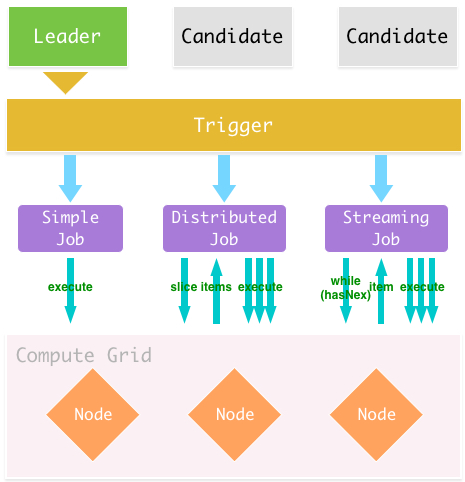 Leader
Candidate
Candidate
Trigger
Simple
Job
Distributed
Job
Streaming
Job
execute
slice
items
execute
while
(hasNex)
item
execute
Compute Grid
Node
Node
Node